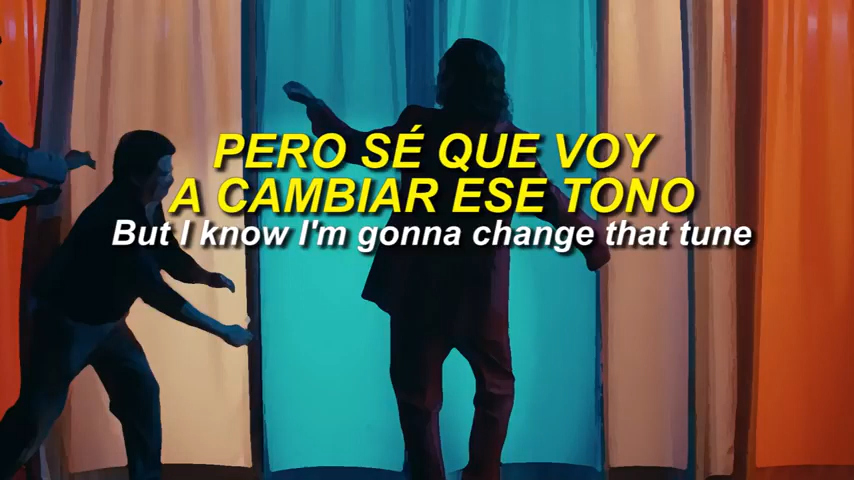 PERO SÉ QUE VOY
A CAMBIAR ESE TONO
But I know I'm gonna change that tune